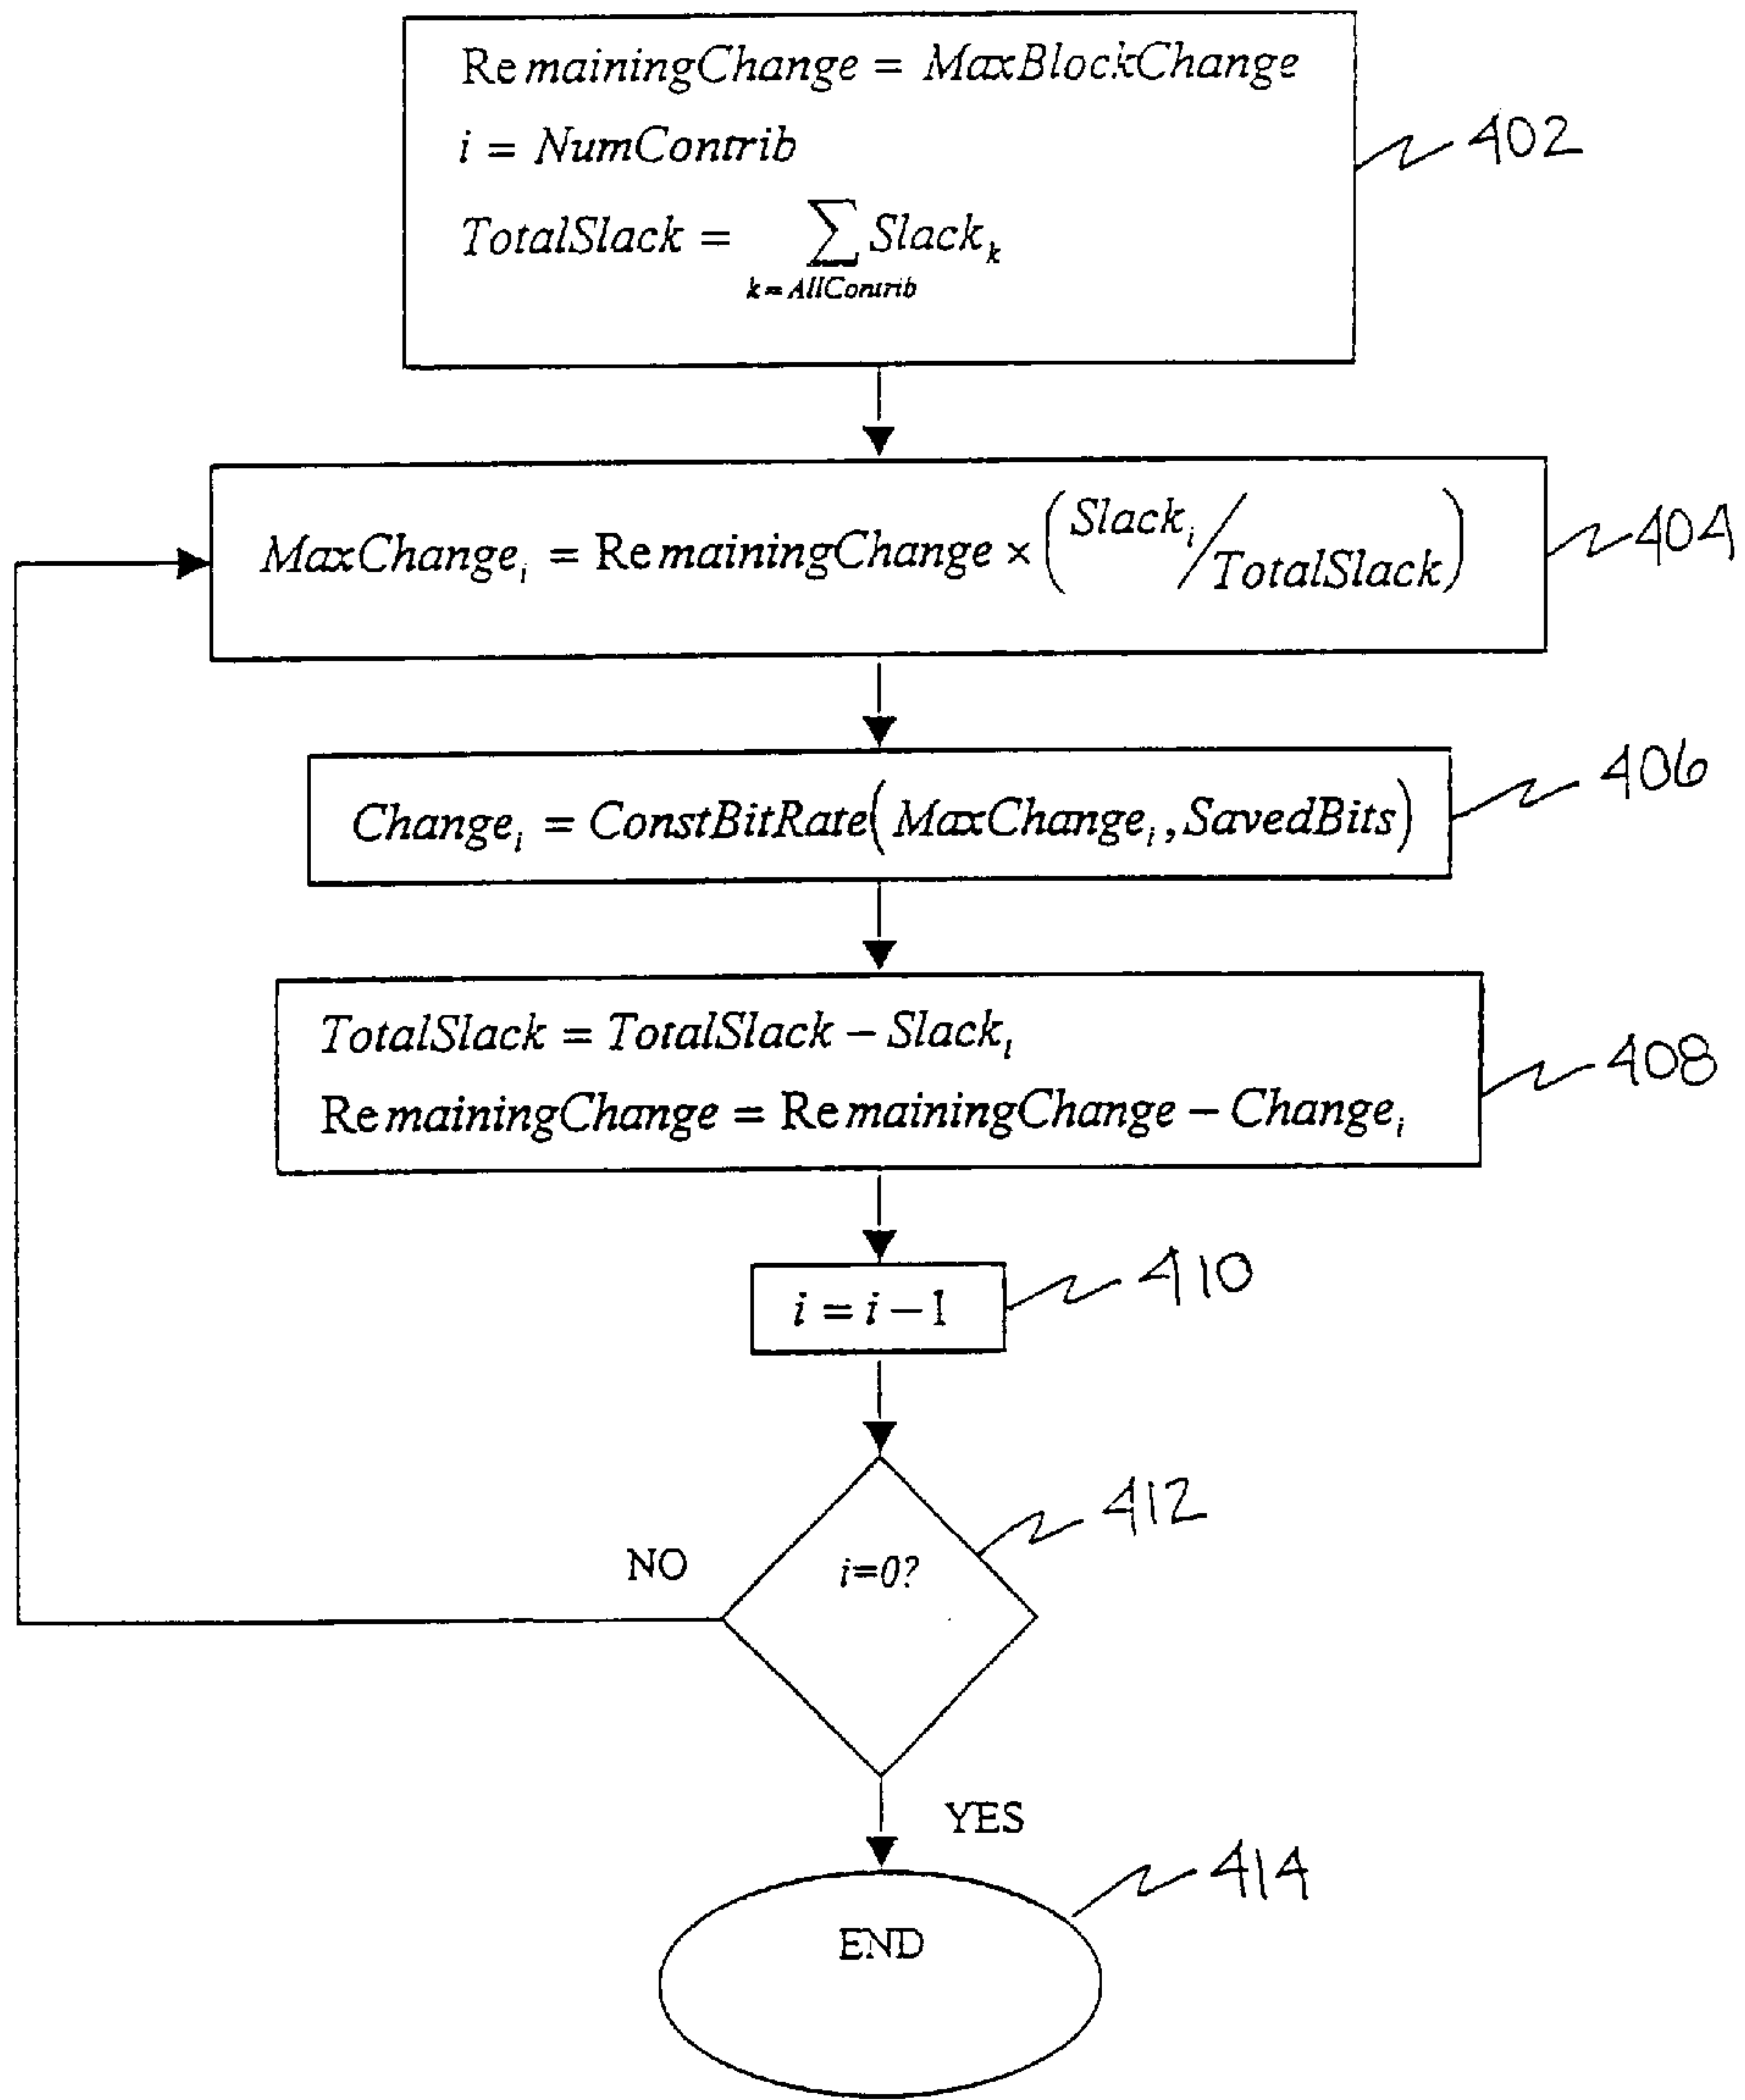 RemainingChange = MaxBlockChange
i = NumContrib
402
TotalSlack = ∑ Slack_k
k = AllContrib
MaxChange_i = RemainingChange × (Slack_i / TotalSlack)
404
Change_i = ConstBitRate(MaxChange_i, SavedBits)
406
TotalSlack = TotalSlack − Slack_i
408
RemainingChange = RemainingChange − Change_i
i = i − 1
410
412
NO
i=0?
YES
414
END